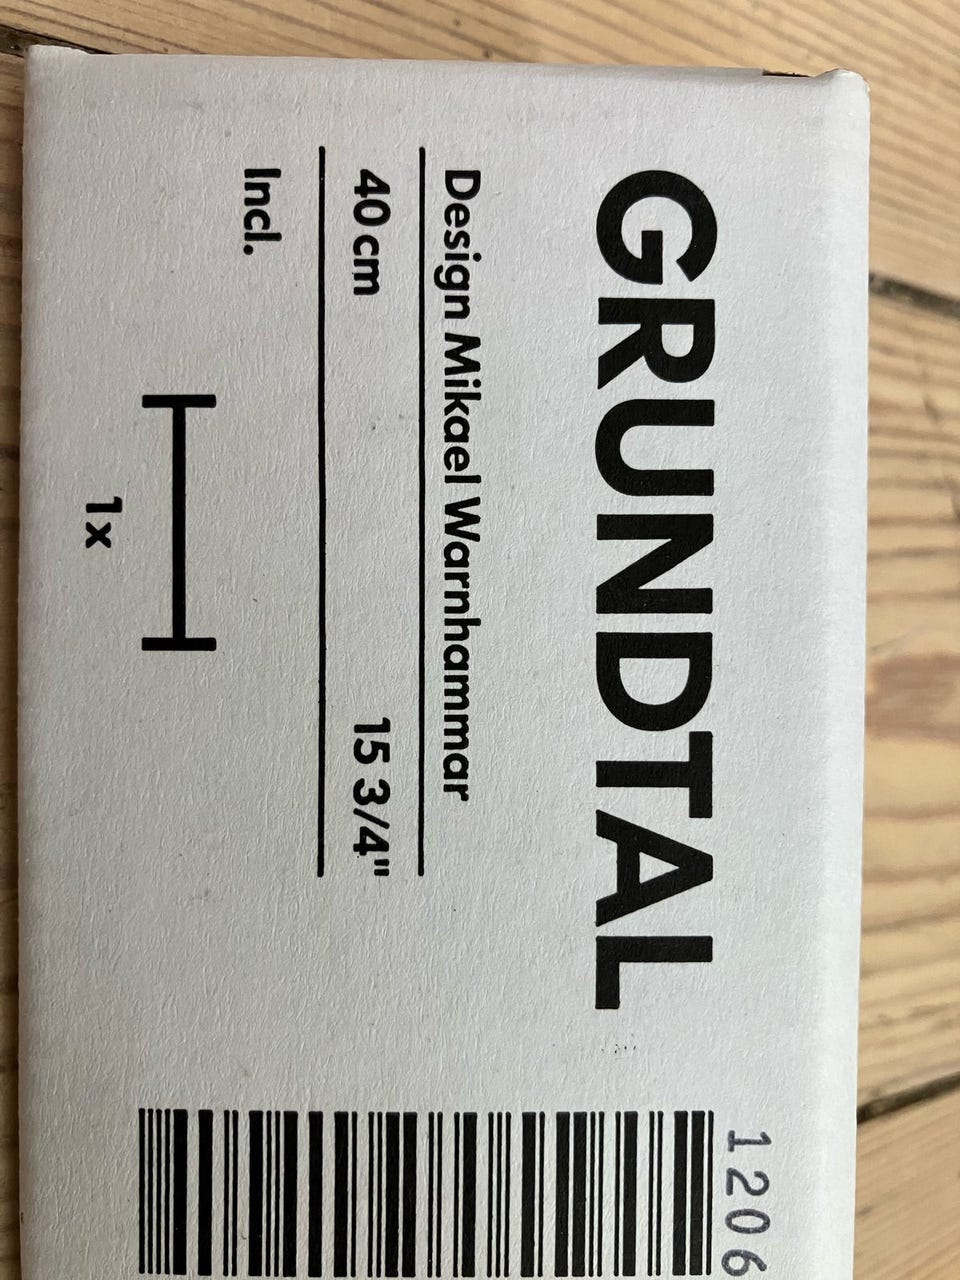 GRUNDTAL
Design Mikael Warnhammar
40 cm 15 3/4"
Incl.
1x
1206